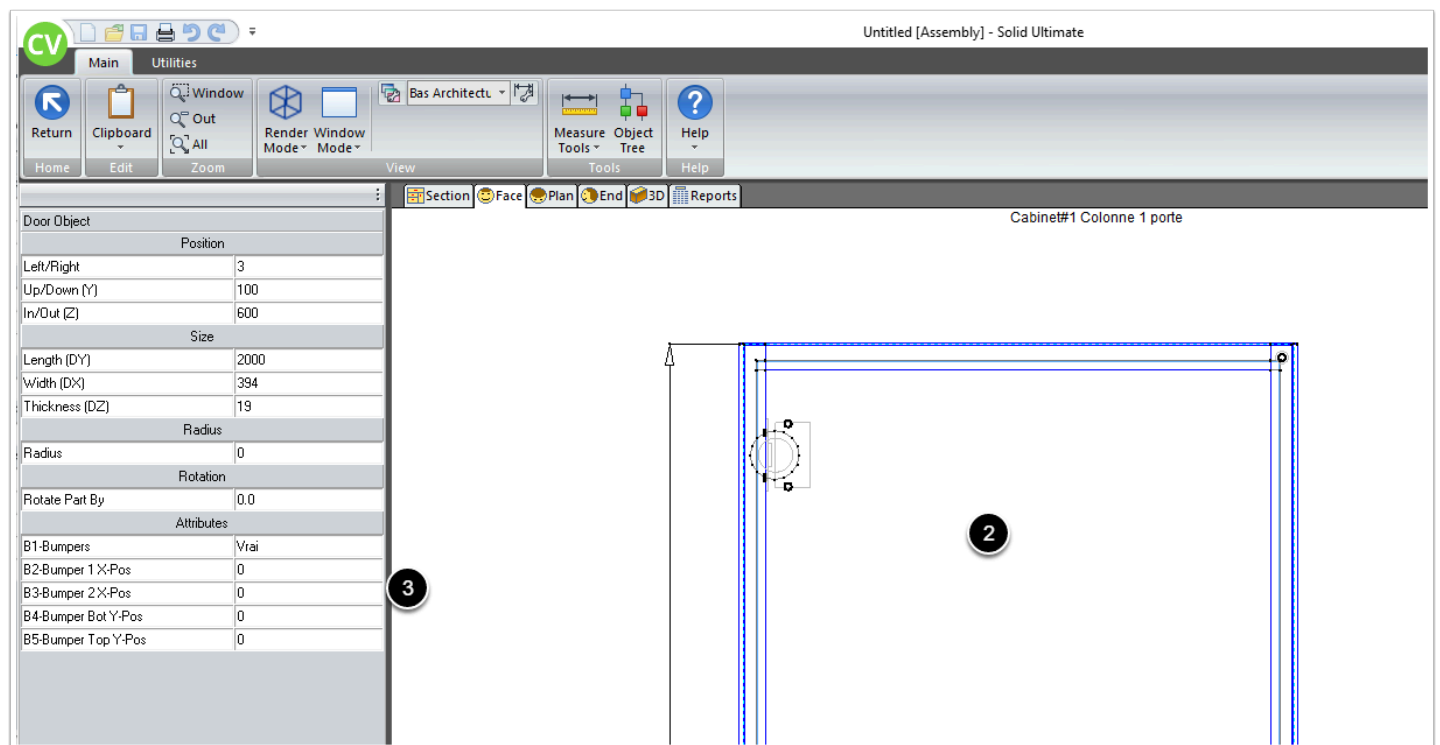 Untitled [Assembly] - Solid Ultimate
CV
Main Utilities
Window
Out
All
Return Clipboard Render Mode Window Mode Bas Architectu Measure Tools Object Tree Help
Home Edit Zoom View Tools Help
Section Face Plan End 3D Reports
Cabinet#1 Colonne 1 porte
Door Object
Position
Left/Right 3
Up/Down (Y) 100
In/Out (Z) 600
Size
Length (DY) 2000
Width (DX) 394
Thickness (DZ) 19
Radius
Radius 0
Rotation
Rotate Part By 0.0
Attributes
B1-Bumpers Vrai
B2-Bumper 1 X-Pos 0
B3-Bumper 2 X-Pos 0
B4-Bumper Bot Y-Pos 0
B5-Bumper Top Y-Pos 0
2
3